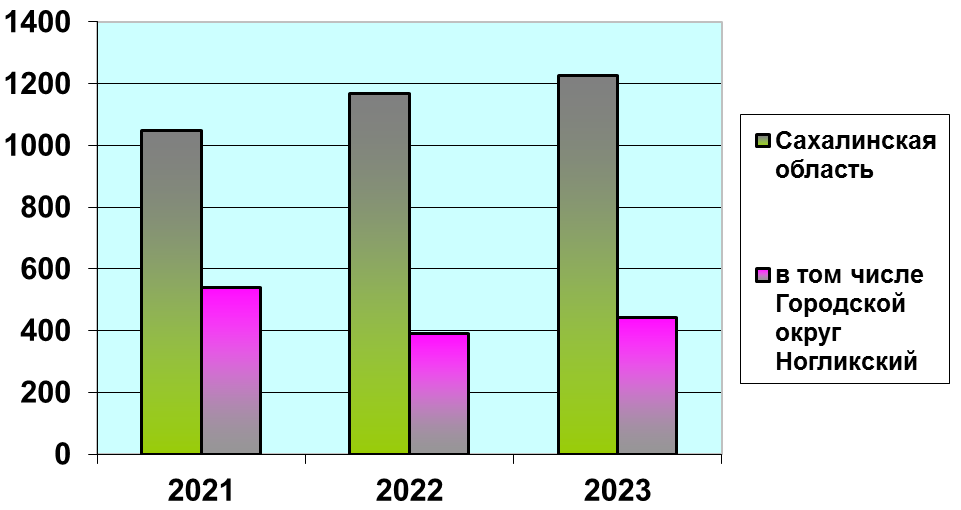 1400
1200
1000
800
600
400
200
0
2021 2022 2023
Сахалинская
область
в том числе
Городской
округ
Ногликский